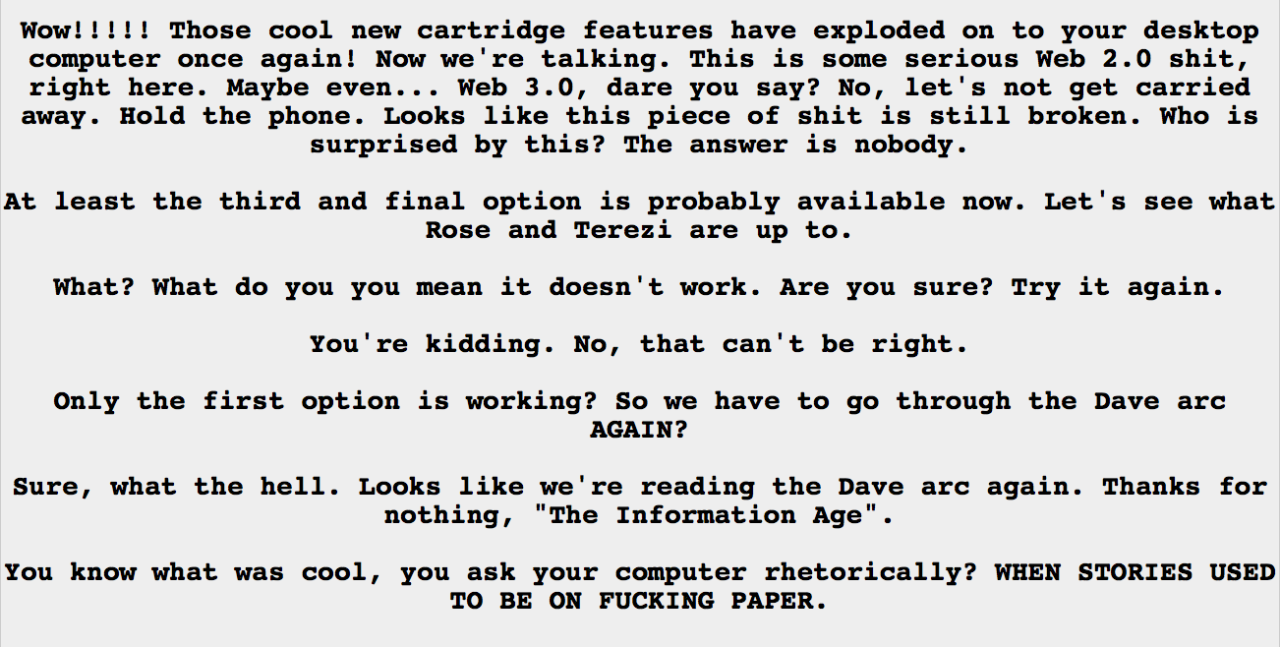 Wow!!!!! Those cool new cartridge features have exploded on to your desktop
computer once again! Now we're talking. This is some serious Web 2.0 shit,
right here. Maybe even... Web 3.0, dare you say? No, let's not get carried
away. Hold the phone. Looks like this piece of shit is still broken. Who is
surprised by this? The answer is nobody.
At least the third and final option is probably available now. Let's see what
Rose and Terezi are up to.
What? What do you you mean it doesn't work. Are you sure? Try it again.
You're kidding. No, that can't be right.
Only the first option is working? So we have to go through the Dave arc
AGAIN?
Sure, what the hell. Looks like we're reading the Dave arc again. Thanks for
nothing, "The Information Age".
You know what was cool, you ask your computer rhetorically? WHEN STORIES USED
TO BE ON FUCKING PAPER.